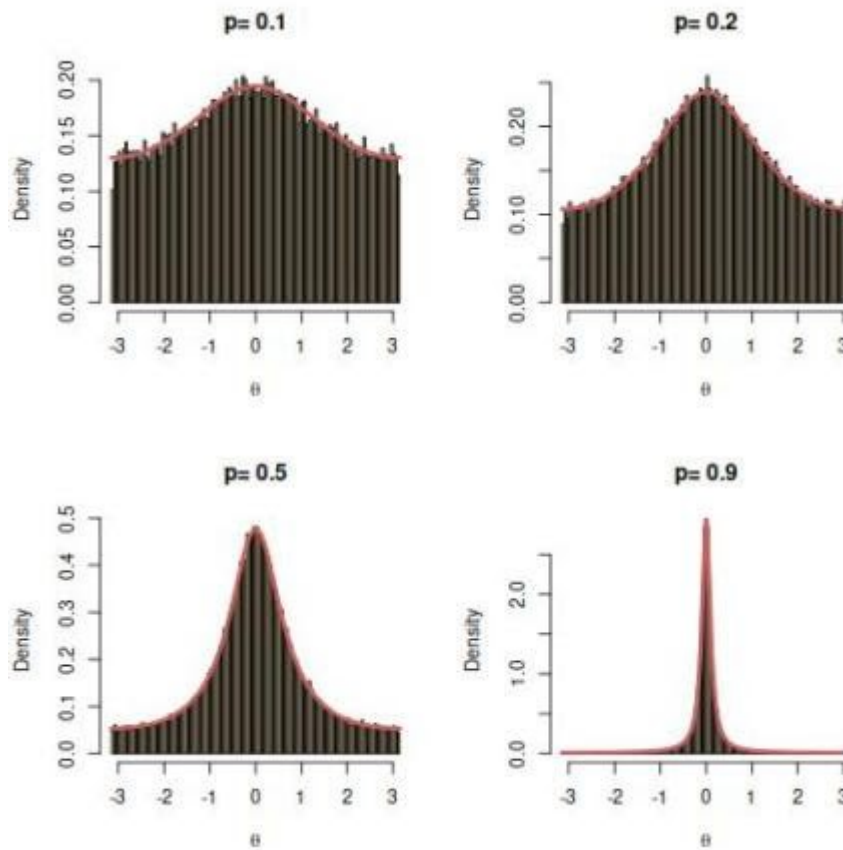 p= 0.1
Density
0.00 0.05 0.10 0.15 0.20
-3 -2 -1 0 1 2 3
θ
p= 0.2
Density
0.00 0.10 0.20
-3 -2 -1 0 1 2 3
θ
p= 0.5
Density
0.0 0.1 0.2 0.3 0.4 0.5
-3 -2 -1 0 1 2 3
θ
p= 0.9
Density
0.0 1.0 2.0
-3 -2 -1 0 1 2 3
θ